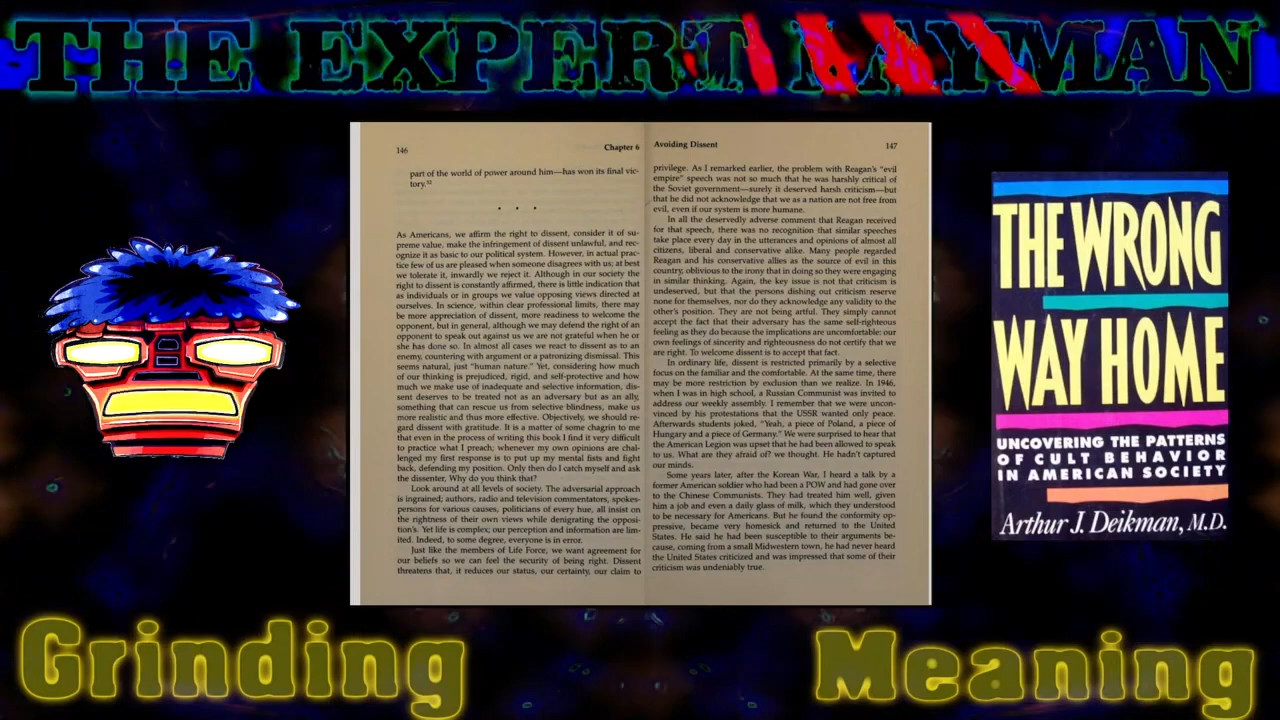 THE EXPERT LAYMAN
146
Chapter 6
part of the world of power around him—has won its final vic-
tory.
• • •
As Americans, we affirm the right to dissent, consider it of su-
preme value, make the infringement of dissent unlawful, and rec-
ognize it as basic to our political system. However, in actual prac-
tice few of us are pleased when someone disagrees with us; at best
we tolerate it, inwardly we reject it. Although in our society the
right to dissent is constantly affirmed, there is little indication that
as individuals or in groups we value opposing views directed at
ourselves. In science, within clear professional limits, there may
be more appreciation of dissent, more readiness to welcome the
opponent, but in general, although we may defend the right of an
opponent to speak out against us we are not grateful when he or
she has done so. In almost all cases we react to dissent as to an
enemy, countering with argument or a patronizing dismissal. This
seems natural, just "human nature." Yet, considering how much
of our thinking is prejudiced, rigid, and self-protective and how
much we make use of inadequate and selective information, dis-
sent deserves to be treated not as an adversary but as an ally,
something that can rescue us from selective blindness, make us
more realistic and thus more effective. Objectively, we should re-
gard dissent with gratitude. It is a matter of some chagrin to me
that even in the process of writing this book I find it very difficult
to practice what I preach; whenever my own opinions are chal-
lenged my first response is to put up my mental fists and fight
back, defending my position. Only then do I catch myself and ask
the dissenter, Why do you think that?
Look around at all levels of society. The adversarial approach
is ingrained; authors, radio and television commentators, spokes-
persons for various causes, politicians of every hue, all insist on
the rightness of their own views while denigrating the opposi-
tion's. Yet life is complex; our perception and information are lim-
ited. Indeed, to some degree, everyone is in error.
Just like the members of Life Force, we want agreement for
our beliefs so we can feel the security of being right. Dissent
threatens that, it reduces our status, our certainty, our claim to
Avoiding Dissent
147
privilege. As I remarked earlier, the problem with Reagan's "evil
empire" speech was not so much that he was harshly critical of
the Soviet government—surely it deserved harsh criticism—but
that he did not acknowledge that we as a nation are not free from
evil, even if our system is more humane.
In all the deservedly adverse comment that Reagan received
for that speech, there was no recognition that similar speeches
take place every day in the utterances and opinions of almost all
citizens, liberal and conservative alike. Many people regarded
Reagan and his conservative allies as the source of evil in this
country, oblivious to the irony that in doing so they were engaging
in similar thinking. Again, the key issue is not that criticism is
undeserved, but that the persons dishing out criticism reserve
none for themselves, nor do they acknowledge any validity to the
other's position. They are not being artful. They simply cannot
accept the fact that their adversary has the same self-righteous
feeling as they do because the implications are uncomfortable: our
own feelings of sincerity and righteousness do not certify that we
are right. To welcome dissent is to accept that fact.
In ordinary life, dissent is restricted primarily by a selective
focus on the familiar and the comfortable. At the same time, there
may be more restriction by exclusion than we realize. In 1946,
when I was in high school, a Russian Communist was invited to
address our weekly assembly. I remember that we were uncon-
vinced by his protestations that the USSR wanted only peace.
Afterwards students joked, "Yeah, a piece of Poland, a piece of
Hungary and a piece of Germany." We were surprised to hear that
the American Legion was upset that he had been allowed to speak
to us. What are they afraid of? we thought. He hadn't captured
our minds.
Some years later, after the Korean War, I heard a talk by a
former American soldier who had been a POW and had gone over
to the Chinese Communists. They had treated him well, given
him a job and even a daily glass of milk, which they understood
to be necessary for Americans. But he found the conformity op-
pressive, became very homesick and returned to the United
States. He said he had been susceptible to their arguments be-
cause, coming from a small Midwestern town, he had never heard
the United States criticized and was impressed that some of their
criticism was undeniably true.
THE WRONG
WAY HOME
UNCOVERING THE PATTERNS
OF CULT BEHAVIOR
IN AMERICAN SOCIETY
Arthur J. Deikman, M.D.
Grinding
Meaning